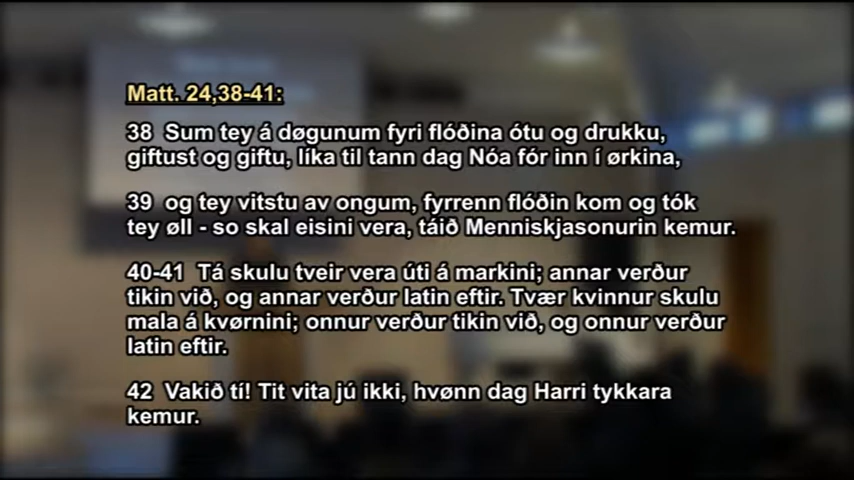 Matt. 24,38-41:
38 Sum tey á døgunum fyri flóðina ótu og drukku,
giftust og giftu, líka til tann dag Nóa fór inn í ørkina,
39 og tey vitstu av ongum, fyrrenn flóðin kom og tók
tey øll - so skal eisini vera, táið Menniskjasonurin kemur.
40-41 Tá skulu tveir vera úti á markini; annar verður
tikin við, og annar verður latin eftir. Tvær kvinnur skulu
mala á kvørnini; onnur verður tikin við, og onnur verður
latin eftir.
42 Vakið tí! Tit vita jú ikki, hvønn dag Harri tykkara
kemur.